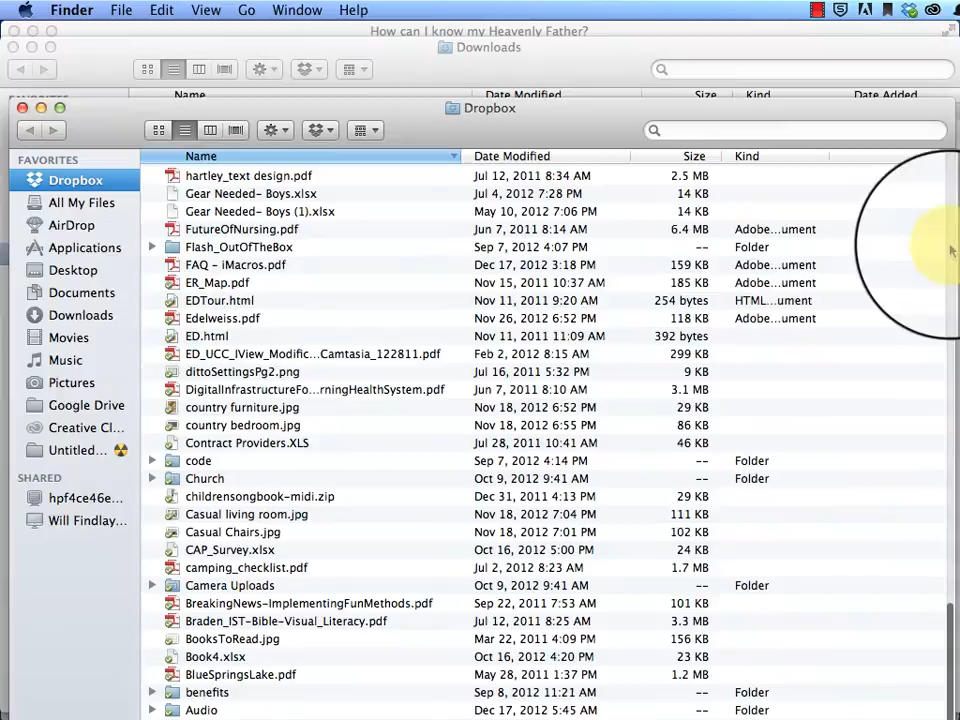 Finder File Edit View Go Window Help
How can I know my Heavenly Father?
Downloads
Name Date Modified Size Kind Date Added
Dropbox
FAVORITES Name Date Modified Size Kind
Dropbox hartley_text design.pdf Jul 12, 2011 8:34 AM 2.5 MB
Gear Needed- Boys.xlsx Jul 4, 2012 7:28 PM 14 KB
All My Files Gear Needed- Boys (1).xlsx May 10, 2012 7:06 PM 14 KB
AirDrop FutureOfNursing.pdf Jun 7, 2011 8:14 AM 6.4 MB Adobe...ument
Applications Flash_OutOfTheBox Sep 7, 2012 4:07 PM -- Folder
Desktop FAQ - iMacros.pdf Dec 17, 2012 3:18 PM 159 KB Adobe...ument
ER_Map.pdf Nov 15, 2011 10:37 AM 185 KB Adobe...ument
Documents EDTour.html Nov 11, 2011 9:20 AM 254 bytes HTML...ument
Downloads Edelweiss.pdf Nov 26, 2012 6:52 PM 118 KB Adobe...ument
Movies ED.html Nov 11, 2011 11:09 AM 392 bytes
Music ED_UCC_IView_Modific...Camtasia_122811.pdf Feb 2, 2012 8:15 AM 299 KB
dittoSettingsPg2.png Jul 16, 2011 5:32 PM 9 KB
Pictures DigitalInfrastructureFo...rningHealthSystem.pdf Jun 7, 2011 8:10 AM 3.1 MB
Google Drive country furniture.jpg Nov 18, 2012 6:52 PM 29 KB
Creative Cl... country bedroom.jpg Nov 18, 2012 6:52 PM 86 KB
Untitled... Contract Providers.XLS Jul 28, 2011 10:41 AM 46 KB
code Sep 7, 2012 4:14 PM -- Folder
SHARED Church Oct 9, 2012 9:41 AM -- Folder
hpf4ce46e... childrensongbook-midi.zip Dec 31, 2011 4:13 PM 29 KB
Will Findlay... Casual living room.jpg Nov 18, 2012 7:04 PM 111 KB
Casual Chairs.jpg Nov 18, 2012 7:01 PM 102 KB
CAP_Survey.xlsx Oct 16, 2012 5:00 PM 24 KB
camping_checklist.pdf Jul 2, 2012 8:23 AM 1.7 MB
Camera Uploads Oct 9, 2012 9:41 AM -- Folder
BreakingNews-ImplementingFunMethods.pdf Sep 22, 2011 7:53 AM 101 KB
Braden_IST-Bible-Visual_Literacy.pdf Jul 12, 2011 8:25 AM 3.3 MB
BooksToRead.jpg Mar 22, 2011 4:09 PM 156 KB
Book4.xlsx Oct 16, 2012 4:20 PM 23 KB
BlueSpringsLake.pdf May 28, 2011 1:37 PM 1.2 MB
benefits Sep 8, 2012 11:21 AM -- Folder
Audio Dec 17, 2012 5:45 AM -- Folder